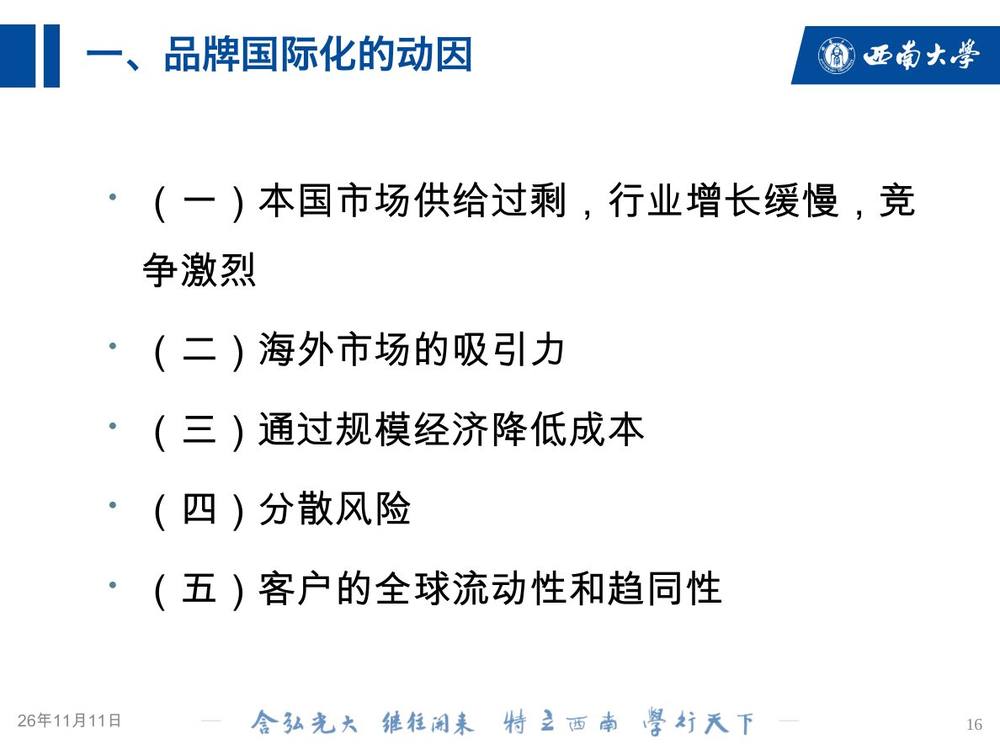 一、品牌国际化的动因
西南大学
（一）本国市场供给过剩，行业增长缓慢，竞
争激烈
（二）海外市场的吸引力
（三）通过规模经济降低成本
（四）分散风险
（五）客户的全球流动性和趋同性
26年11月11日
含弘光大 继往开来 特立西南 學行天下
16